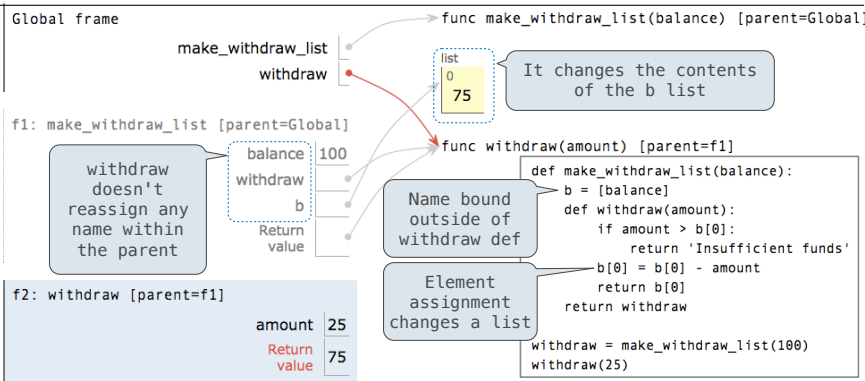 Global frame
make_withdraw_list
withdraw
func make_withdraw_list(balance) [parent=Global]
list
0
75
It changes the contents
of the b list
f1: make_withdraw_list [parent=Global]
balance 100
withdraw
b
Return
value
withdraw
doesn't
reassign any
name within
the parent
func withdraw(amount) [parent=f1]
Name bound
outside of
withdraw def
Element
assignment
changes a list
def make_withdraw_list(balance):
b = [balance]
def withdraw(amount):
if amount > b[0]:
return 'Insufficient funds'
b[0] = b[0] - amount
return b[0]
return withdraw
withdraw = make_withdraw_list(100)
withdraw(25)
f2: withdraw [parent=f1]
amount 25
Return
value 75